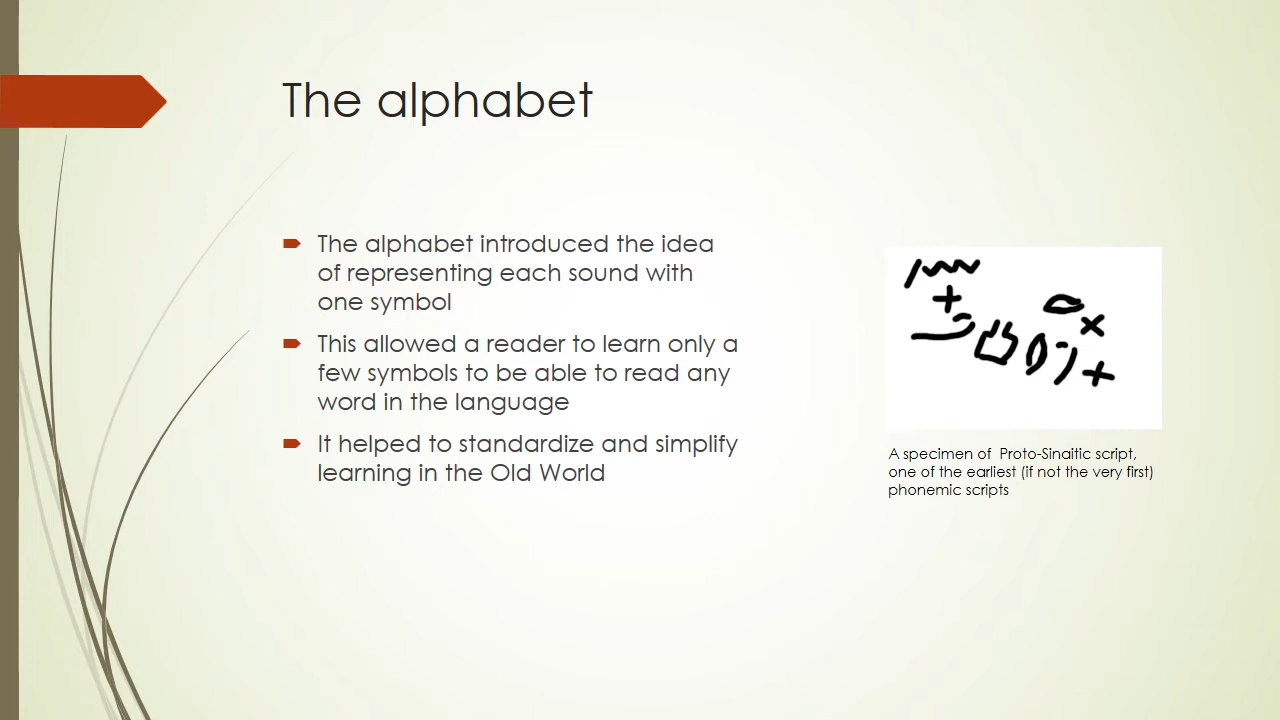 The alphabet
The alphabet introduced the idea
of representing each sound with
one symbol
This allowed a reader to learn only a
few symbols to be able to read any
word in the language
It helped to standardize and simplify
learning in the Old World
A specimen of  Proto-Sinaitic script,
one of the earliest (if not the very first)
phonemic scripts